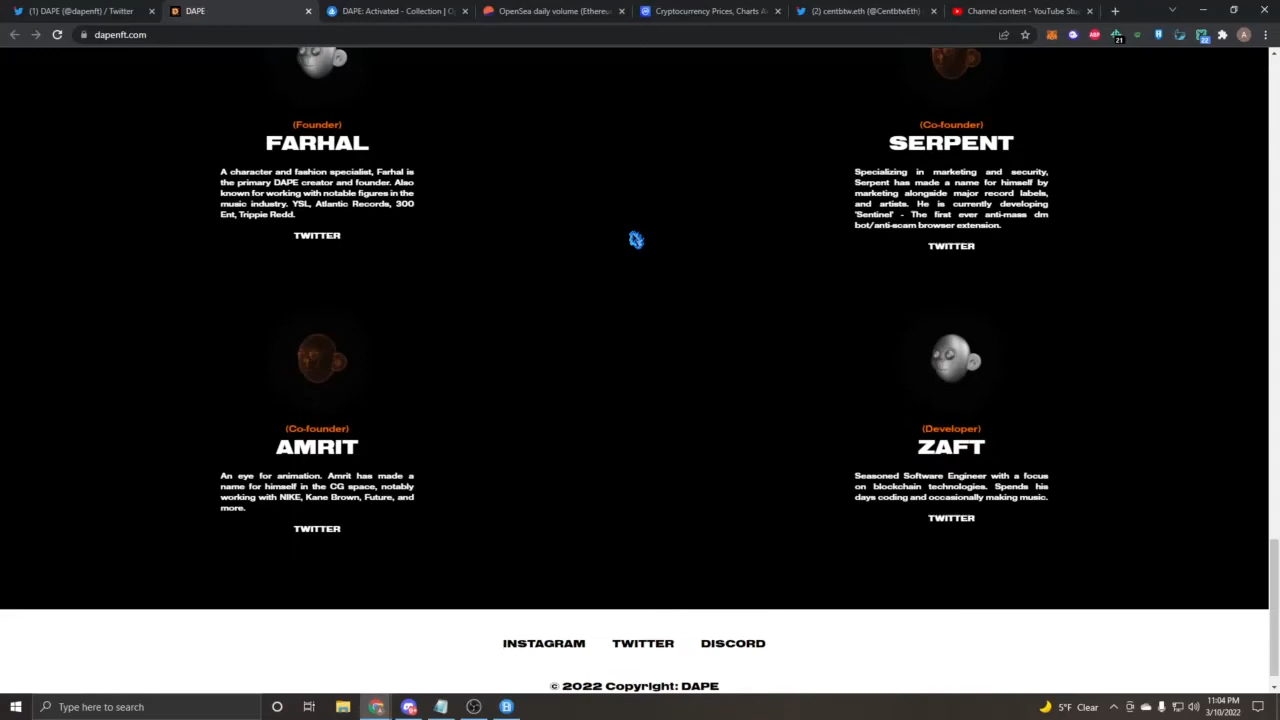 (1) DAPE (@dapenft) / Twitter
DAPE
DAPE: Activated - Collection | O
OpenSea daily volume (Ethereu
Cryptocurrency Prices, Charts A
(2) centbtw.eth (@CentbtwEth)
Channel content - YouTube Stu
dapenft.com
ABP
21
22
A
(Founder)
FARHAL
A character and fashion specialist, Farhal is
the primary DAPE creator and founder. Also
known for working with notable figures in the
music industry. YSL, Atlantic Records, 300
Ent, Trippie Redd.
TWITTER
(Co-founder)
SERPENT
Specializing in marketing and security,
Serpent has made a name for himself by
marketing alongside major record labels,
and artists. He is currently developing
'Sentinel' - The first ever anti-mass dm
bot/anti-scam browser extension.
TWITTER
(Co-founder)
AMRIT
An eye for animation. Amrit has made a
name for himself in the CG space, notably
working with NIKE, Kane Brown, Future, and
more.
TWITTER
(Developer)
ZAFT
Seasoned Software Engineer with a focus
on blockchain technologies. Spends his
days coding and occasionally making music.
TWITTER
INSTAGRAM TWITTER DISCORD
© 2022 Copyright: DAPE
Type here to search
5°F Clear
11:04 PM
3/10/2022